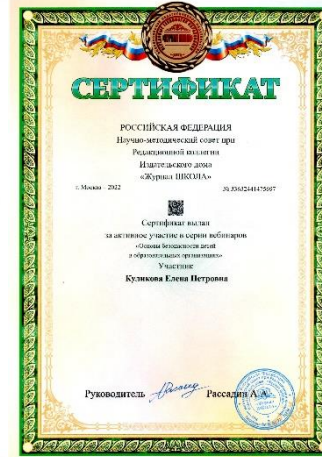 СЕРТИФИКАТ
РОССИЙСКАЯ ФЕДЕРАЦИЯ
Научно-методический совет при
Редакционной коллегии
Издательского дома
«Журнал ШКОЛА»
г. Москва – 2022
Сертификат выдан
за активное участие в серии вебинаров
«Основы безопасности детей
в образовательных организациях»
Участник
Куликова Елена Петровна
Руководитель Рассадин А.А.